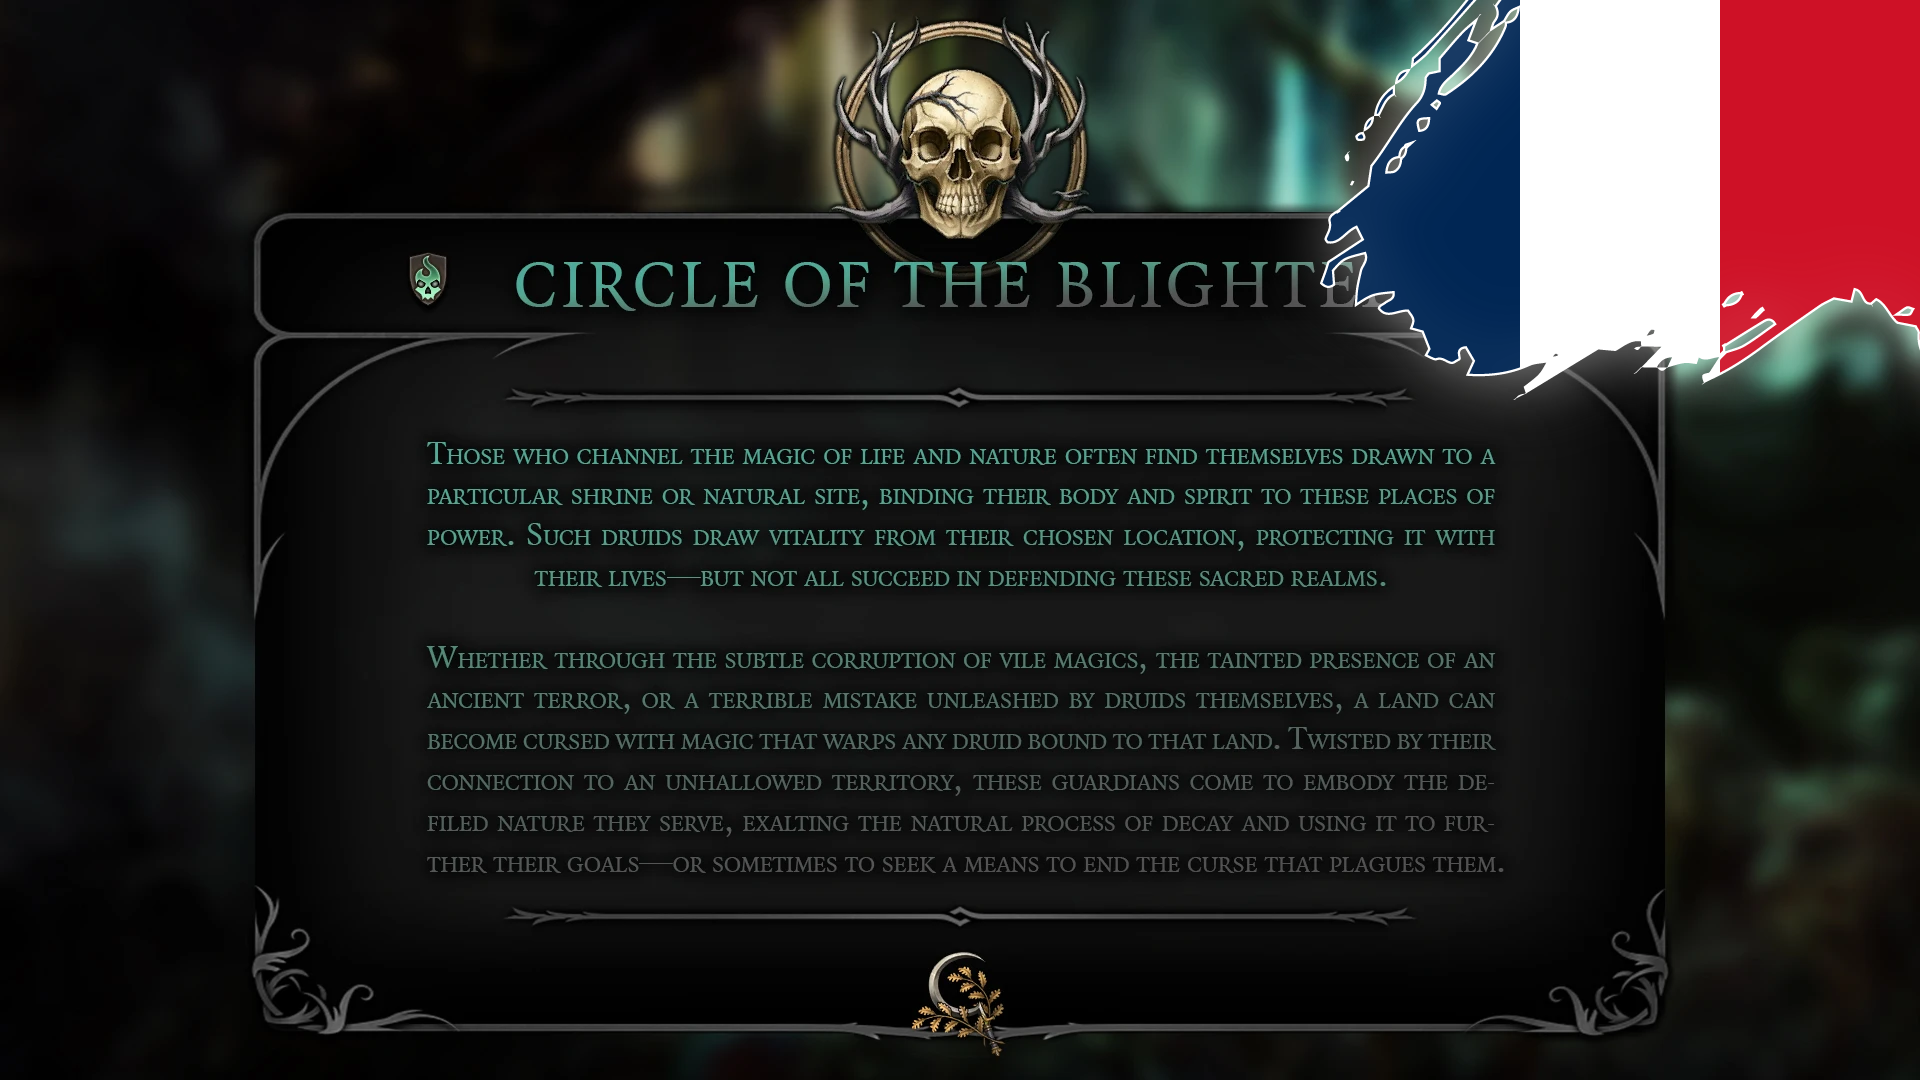 CIRCLE OF THE
THOSE WHO CHANNEL THE MAGIC OF LIFE AND NATURE OFTEN FIND THEMSELVES DRAWN TO A
PARTICULAR SHRINE OR NATURAL SITE, BINDING THEIR BODY AND SPIRIT TO THESE PLACES OF
POWER. SUCH DRUIDS DRAW VITALITY FROM THEIR CHOSEN LOCATION, PROTECTING IT WITH
THEIR LIVES—BUT NOT ALL SUCCEED IN DEFENDING THESE SACRED REALMS.
WHETHER THROUGH THE SUBTLE CORRUPTION OF VILE MAGICS, THE TAINTED PRESENCE OF AN
ANCIENT TERROR, OR A TERRIBLE MISTAKE UNLEASHED BY DRUIDS THEMSELVES, A LAND CAN
BECOME CURSED WITH MAGIC THAT WARPS ANY DRUID BOUND TO THAT LAND. TWISTED BY THEIR
CONNECTION TO AN UNHALLOWED TERRITORY, THESE GUARDIANS COME TO EMBODY THE DE-
FILED NATURE THEY SERVE, EXALTING THE NATURAL PROCESS OF DECAY AND USING IT TO FUR-
THER THEIR GOALS—OR SOMETIMES TO SEEK A MEANS TO END THE CURSE THAT PLAGUES THEM.